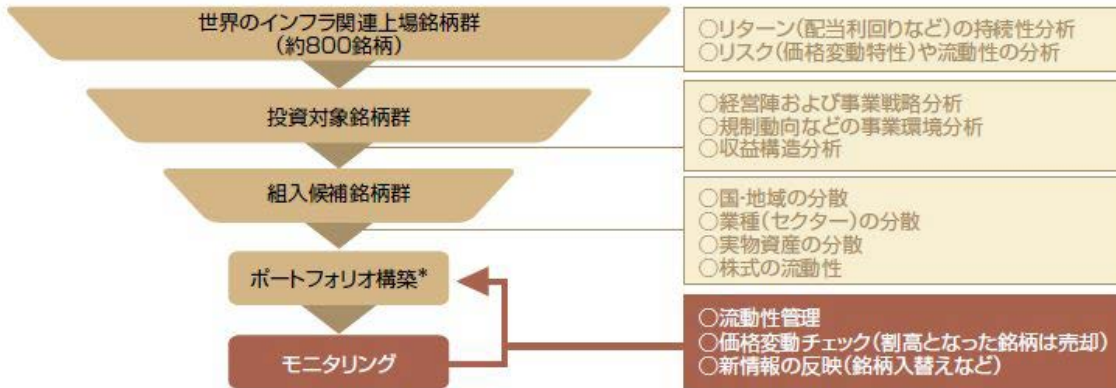 世界のインフラ関連上場銘柄群
(約800銘柄)
○リターン(配当利回りなど)の持続性分析
○リスク(価格変動特性)や流動性の分析
投資対象銘柄群
○経営陣および事業戦略分析
○規制動向などの事業環境分析
○収益構造分析
組入候補銘柄群
○国・地域の分散
○業種(セクター)の分散
○実物資産の分散
○株式の流動性
ポートフォリオ構築*
モニタリング
○流動性管理
○価格変動チェック(割高となった銘柄は売却)
○新情報の反映(銘柄入替えなど)